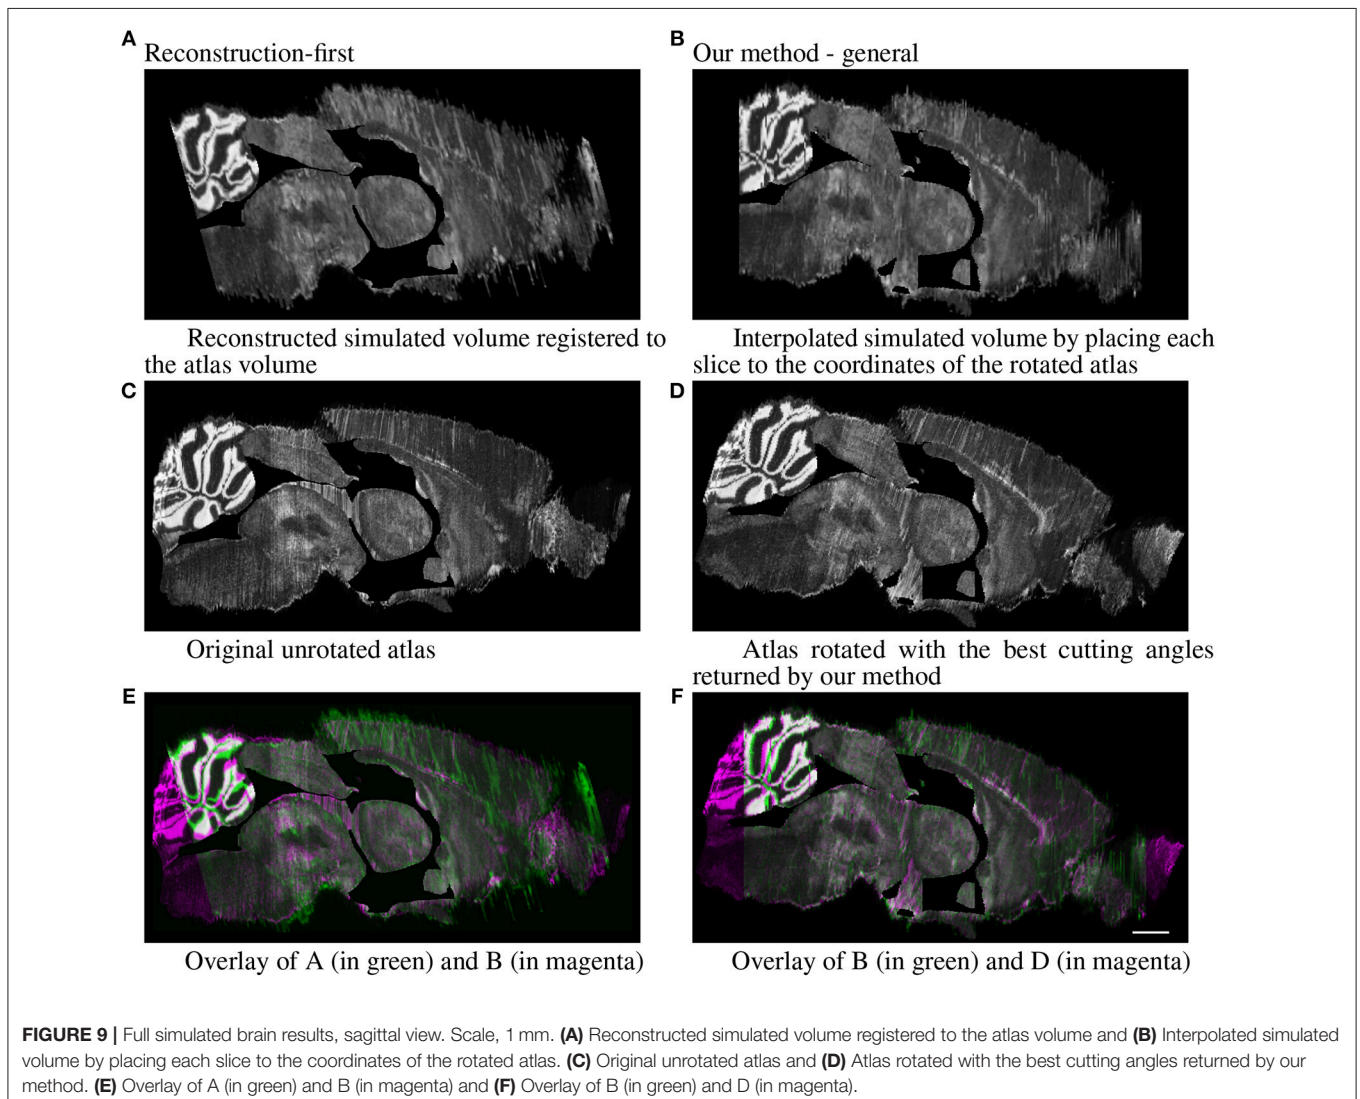 A
Reconstruction-first
B
Our method - general
Reconstructed simulated volume registered to
the atlas volume
Interpolated simulated volume by placing each
slice to the coordinates of the rotated atlas
C
D
Original unrotated atlas
Atlas rotated with the best cutting angles
returned by our method
E
F
Overlay of A (in green) and B (in magenta)
Overlay of B (in green) and D (in magenta)
FIGURE 9 | Full simulated brain results, sagittal view. Scale, 1 mm. (A) Reconstructed simulated volume registered to the atlas volume and (B) Interpolated simulated
volume by placing each slice to the coordinates of the rotated atlas. (C) Original unrotated atlas and (D) Atlas rotated with the best cutting angles returned by our
method. (E) Overlay of A (in green) and B (in magenta) and (F) Overlay of B (in green) and D (in magenta).